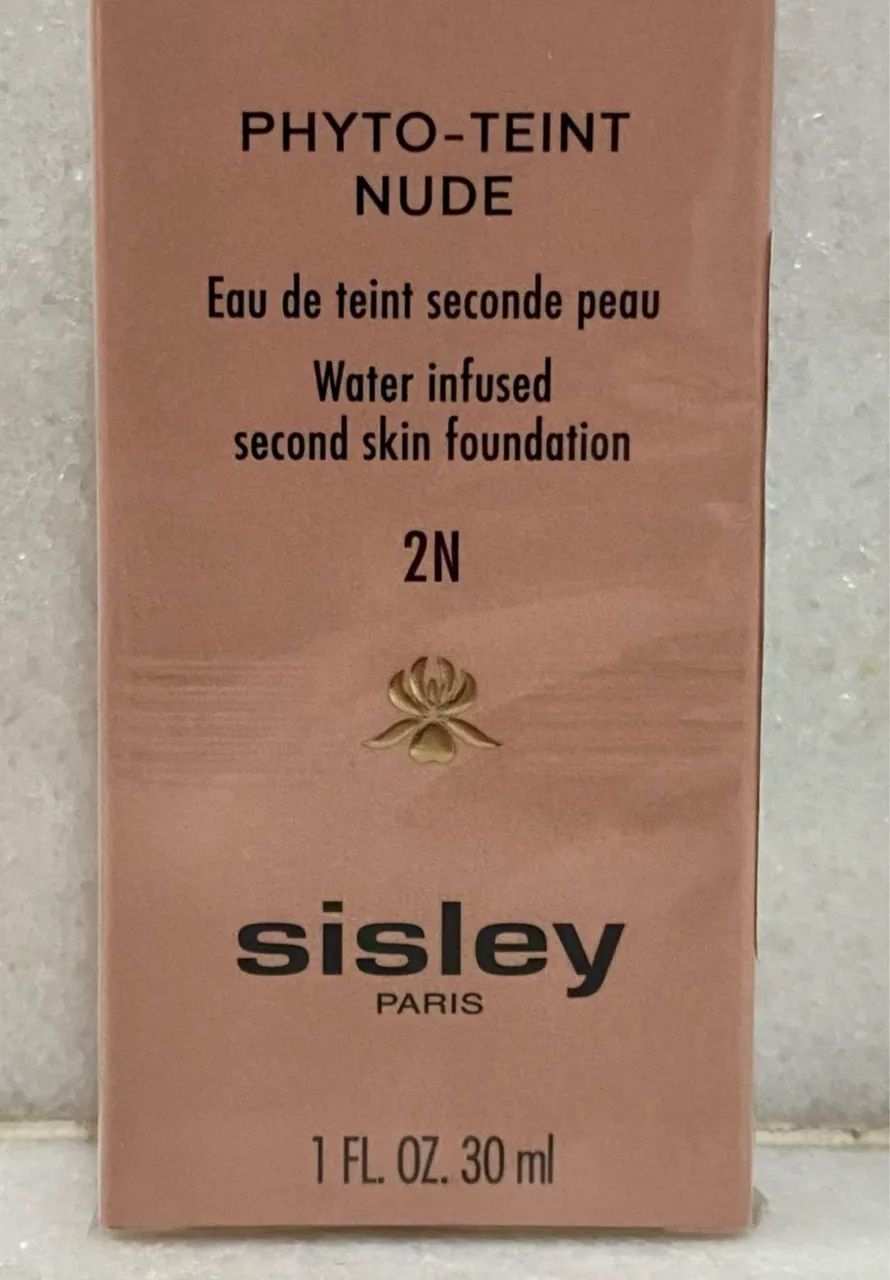 PHYTO-TEINT
NUDE
Eau de teint seconde peau
Water infused
second skin foundation
2N
sisley
PARIS
1 FL. OZ. 30 ml